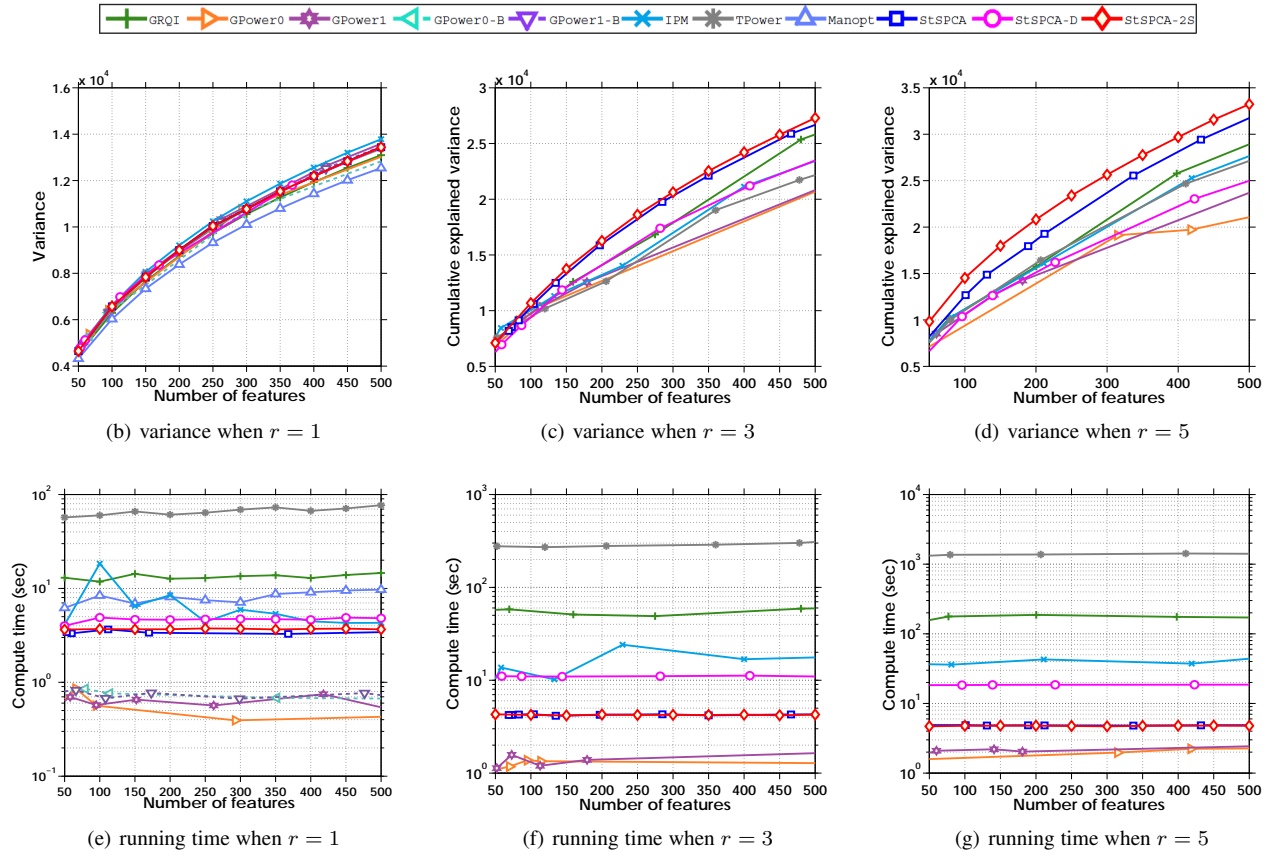 GRQI GPower0 GPower1 GPower0-B GPower1-B IPM TPower Manopt StSPCA StSPCA-D StSPCA-2S
x 10^4
1.6
1.4
1.2
1.0
0.8
0.6
0.4
Variance
50 100 150 200 250 300 350 400 450 500
Number of features
(b) variance when r = 1
x 10^4
3.0
2.5
2.0
1.5
1.0
0.5
Cumulative explained variance
50 100 150 200 250 300 350 400 450 500
Number of features
(c) variance when r = 3
x 10^4
3.5
3.0
2.5
2.0
1.5
1.0
0.5
Cumulative explained variance
100 200 300 400 500
Number of features
(d) variance when r = 5
10^2
10^1
10^0
10^-1
Compute time (sec)
50 100 150 200 250 300 350 400 450 500
Number of features
(e) running time when r = 1
10^3
10^2
10^1
10^0
Compute time (sec)
50 100 150 200 250 300 350 400 450 500
Number of features
(f) running time when r = 3
10^4
10^3
10^2
10^1
10^0
Compute time (sec)
50 100 150 200 250 300 350 400 450 500
Number of features
(g) running time when r = 5